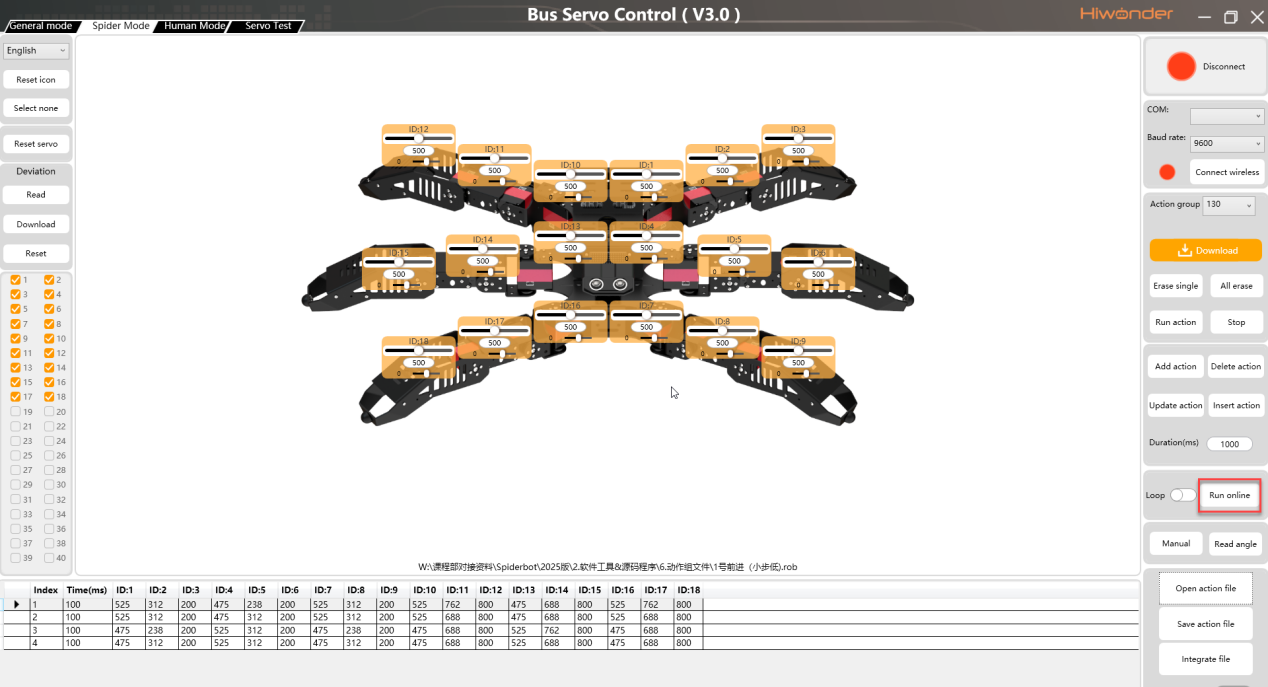 Bus Servo Control ( V3.0 )
Hiwonder
General mode
Spider Mode
Human Mode
Servo Test
English
Reset icon
Select none
Reset servo
Deviation
Read
Download
Reset
1 2
3 4
5 6
7 8
9 10
11 12
13 14
15 16
17 18
19 20
21 22
23 24
25 26
27 28
29 30
31 32
33 34
35 36
37 38
39 40
ID:12
500
0
ID:11
500
0
ID:10
500
0
ID:1
500
0
ID:2
500
0
ID:3
500
0
ID:15
500
0
ID:14
500
0
ID:13
500
0
ID:4
500
0
ID:5
500
0
ID:6
500
0
ID:18
500
0
ID:17
500
0
ID:16
500
0
ID:7
500
0
ID:8
500
0
ID:9
500
0
W:\课程部对接资料\Spiderbot\2025版\2.软件工具&源码程序\6.动作组文件\1号前进（小步低).rob
Disconnect
COM:
Baud rate: 9600
Connect wireless
Action group 130
Download
Erase single All erase
Run action Stop
Add action Delete action
Update action Insert action
Duration(ms) 1000
Loop Run online
Manual Read angle
Open action file
Save action file
Integrate file
Index Time(ms) ID:1 ID:2 ID:3 ID:4 ID:5 ID:6 ID:7 ID:8 ID:9 ID:10 ID:11 ID:12 ID:13 ID:14 ID:15 ID:16 ID:17 ID:18
1 100 525 312 200 475 238 200 525 312 200 525 762 800 475 688 800 525 762 800
2 100 525 312 200 475 312 200 525 312 200 525 688 800 475 688 800 525 688 800
3 100 475 238 200 525 312 200 475 238 200 475 688 800 525 762 800 475 688 800
4 100 475 312 200 525 312 200 475 312 200 475 688 800 525 688 800 475 688 800